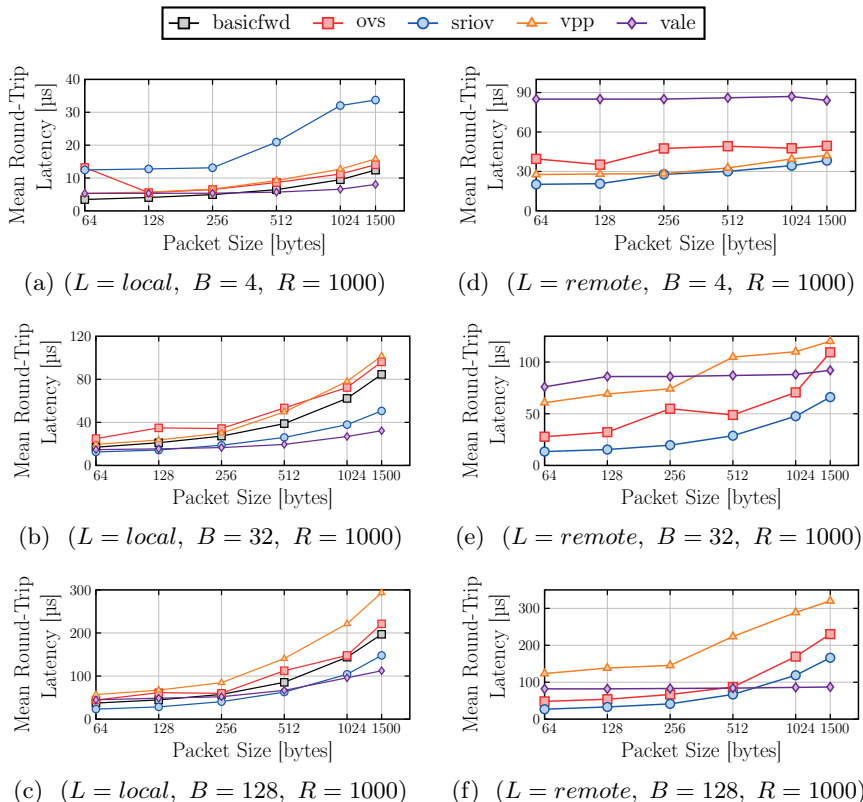 basicfwd ovs sriov vpp vale
Mean Round-Trip
Latency [µs]
40
30
20
10
0
64 128 256 512 1024 1500
Packet Size [bytes]
(a) (L = local, B = 4, R = 1000)
Mean Round-Trip
Latency [µs]
90
60
30
0
64 128 256 512 1024 1500
Packet Size [bytes]
(d) (L = remote, B = 4, R = 1000)
Mean Round-Trip
Latency [µs]
120
80
40
0
64 128 256 512 1024 1500
Packet Size [bytes]
(b) (L = local, B = 32, R = 1000)
Mean Round-Trip
Latency [µs]
100
50
0
64 128 256 512 1024 1500
Packet Size [bytes]
(e) (L = remote, B = 32, R = 1000)
Mean Round-Trip
Latency [µs]
300
200
100
0
64 128 256 512 1024 1500
Packet Size [bytes]
(c) (L = local, B = 128, R = 1000)
Mean Round-Trip
Latency [µs]
300
200
100
0
64 128 256 512 1024 1500
Packet Size [bytes]
(f) (L = remote, B = 128, R = 1000)